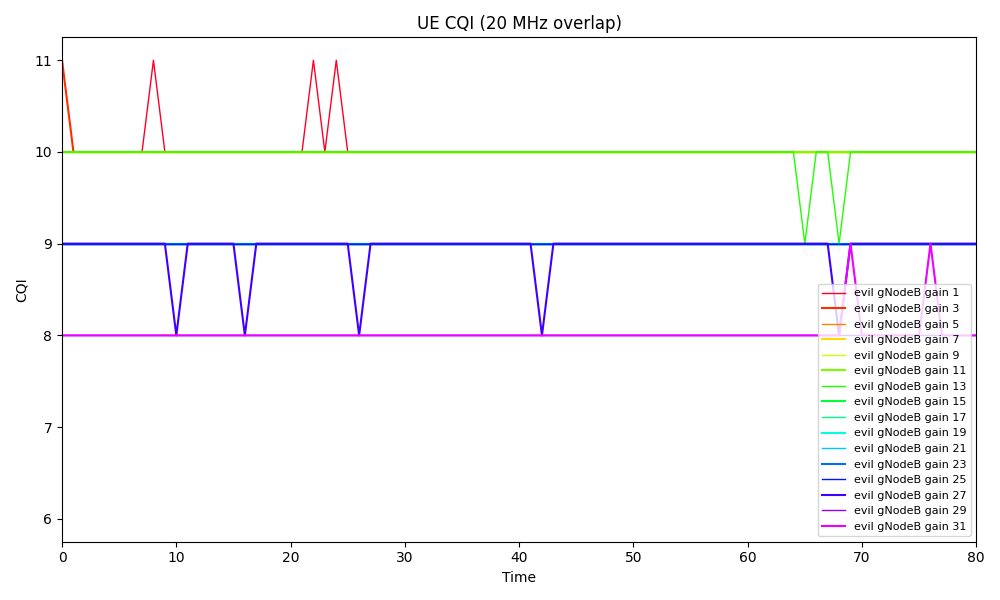 UE CQI (20 MHz overlap)
11
10
9
8
7
6
CQI
evil gNodeB gain 1
evil gNodeB gain 3
evil gNodeB gain 5
evil gNodeB gain 7
evil gNodeB gain 9
evil gNodeB gain 11
evil gNodeB gain 13
evil gNodeB gain 15
evil gNodeB gain 17
evil gNodeB gain 19
evil gNodeB gain 21
evil gNodeB gain 23
evil gNodeB gain 25
evil gNodeB gain 27
evil gNodeB gain 29
evil gNodeB gain 31
0 10 20 30 40 50 60 70 80
Time